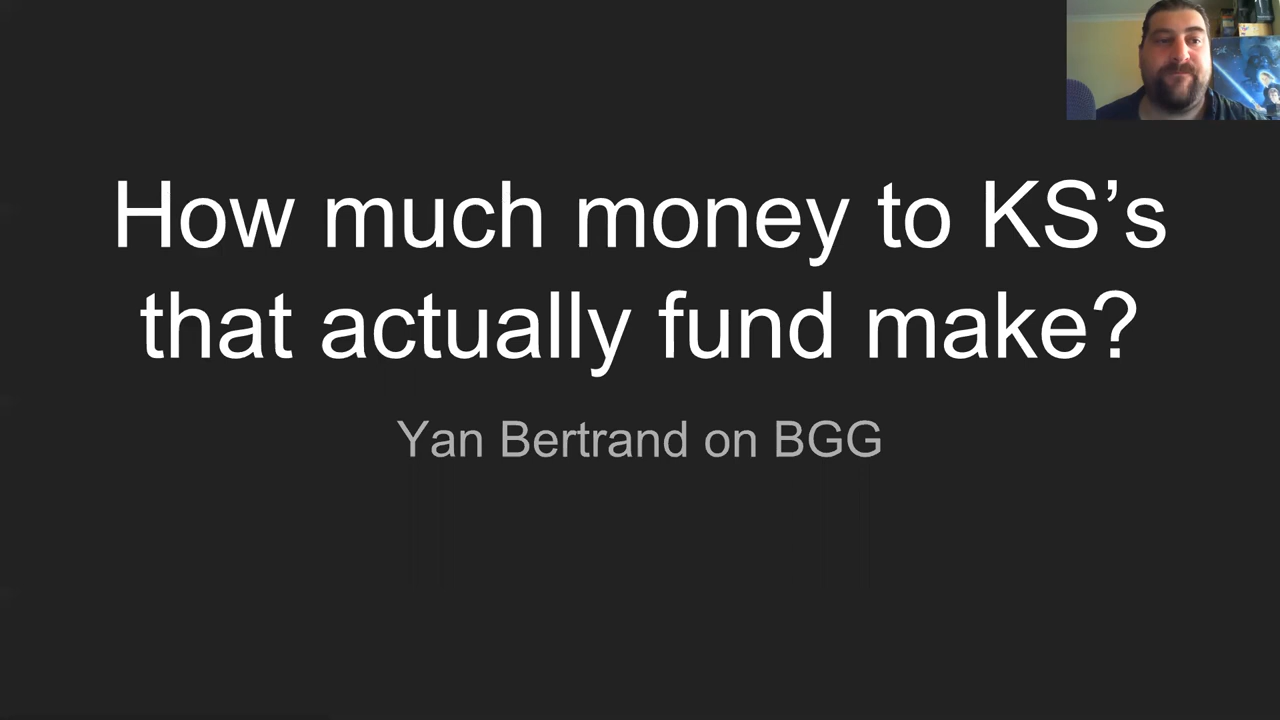 How much money to KS’s
that actually fund make?
Yan Bertrand on BGG